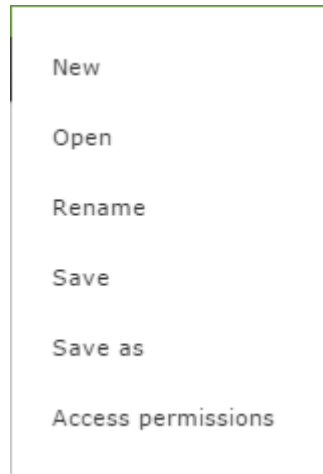 New
Open
Rename
Save
Save as
Access permissions